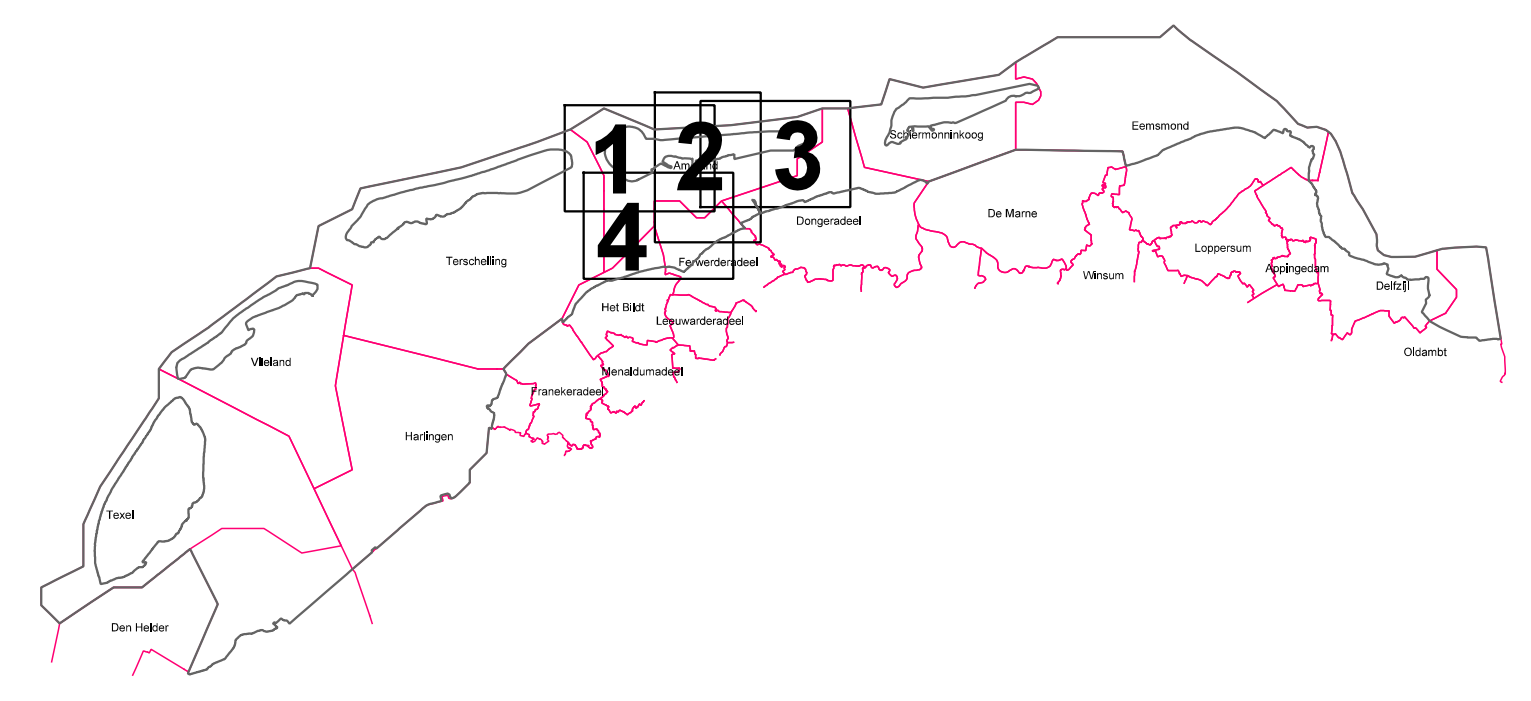 Schiermonninkoog
Eemsmond
1
2
3
Ameland
4
Dongeradeel
De Marne
Terschelling
Ferwerderadeel
Loppersum
Winsum
Appingedam
Delfzijl
Het Bildt
Leeuwarderadeel
Oldambt
Vlieland
Menaldumadeel
Franekeradeel
Harlingen
Texel
Den Helder